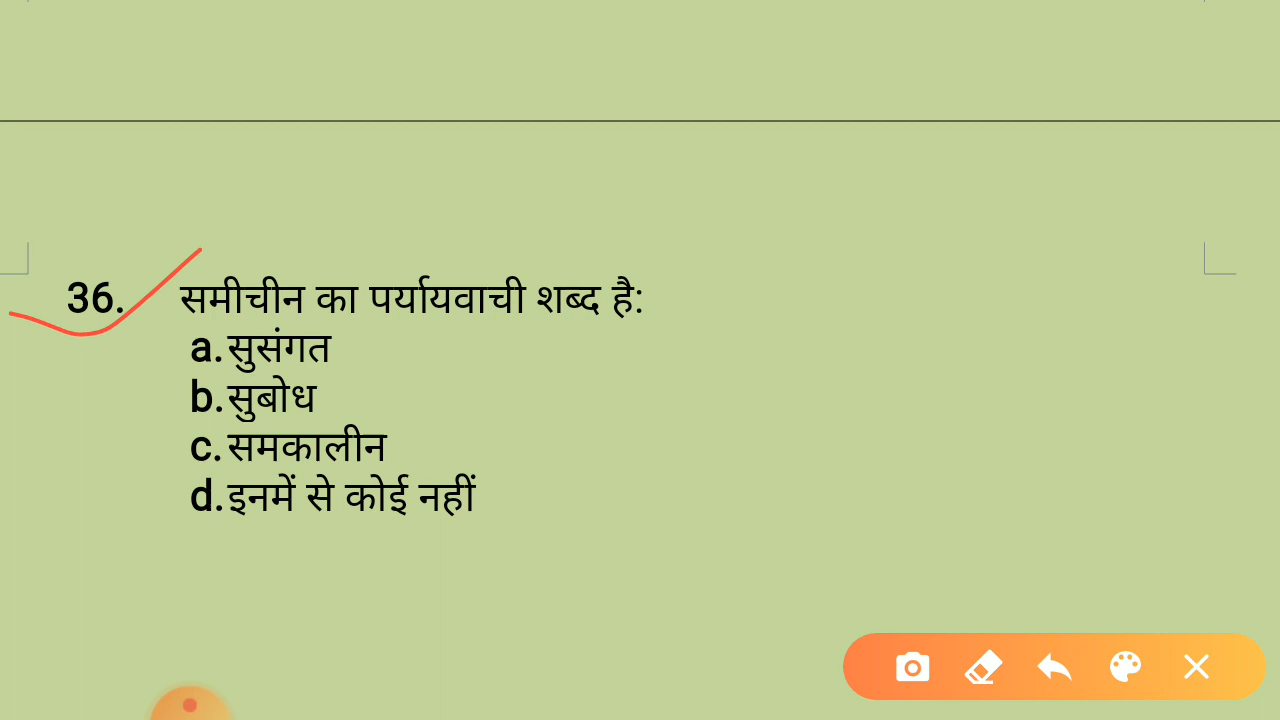 36. समीचीन का पर्यायवाची शब्द है:
a. सुसंगत
b. सुबोध
c. समकालीन
d. इनमें से कोई नहीं